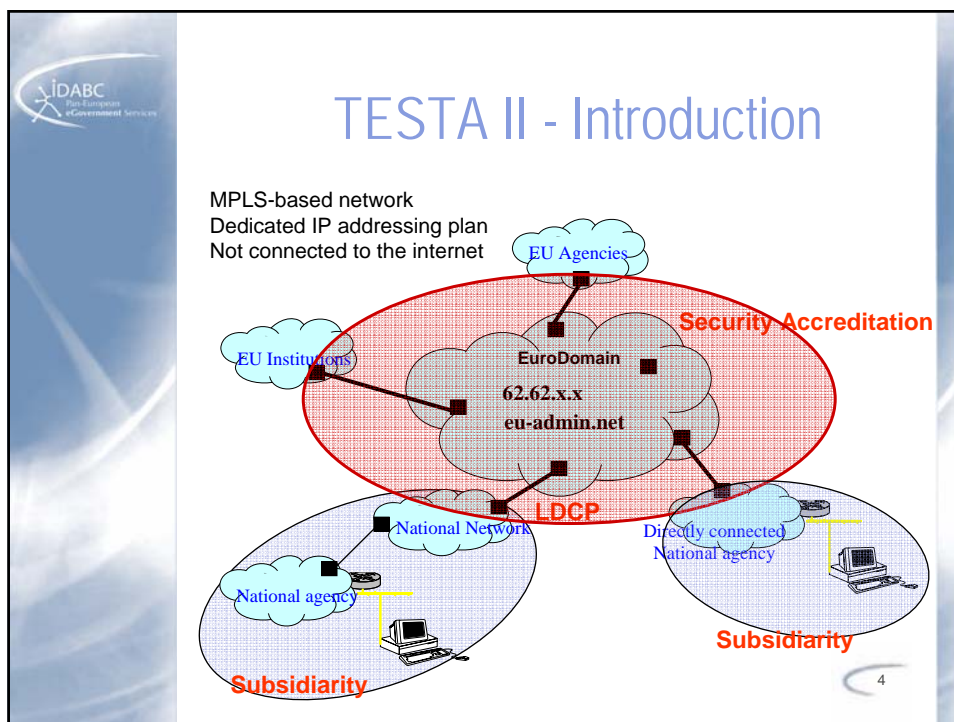 iDABC
Pan-European
eGovernment Services
TESTA II - Introduction
MPLS-based network
Dedicated IP addressing plan
Not connected to the internet
EU Agencies
Security Accreditation
EU Institutions
EuroDomain
62.62.x.x
eu-admin.net
LDCP
National Network
Directly connected
National agency
National agency
Subsidiarity
Subsidiarity
4